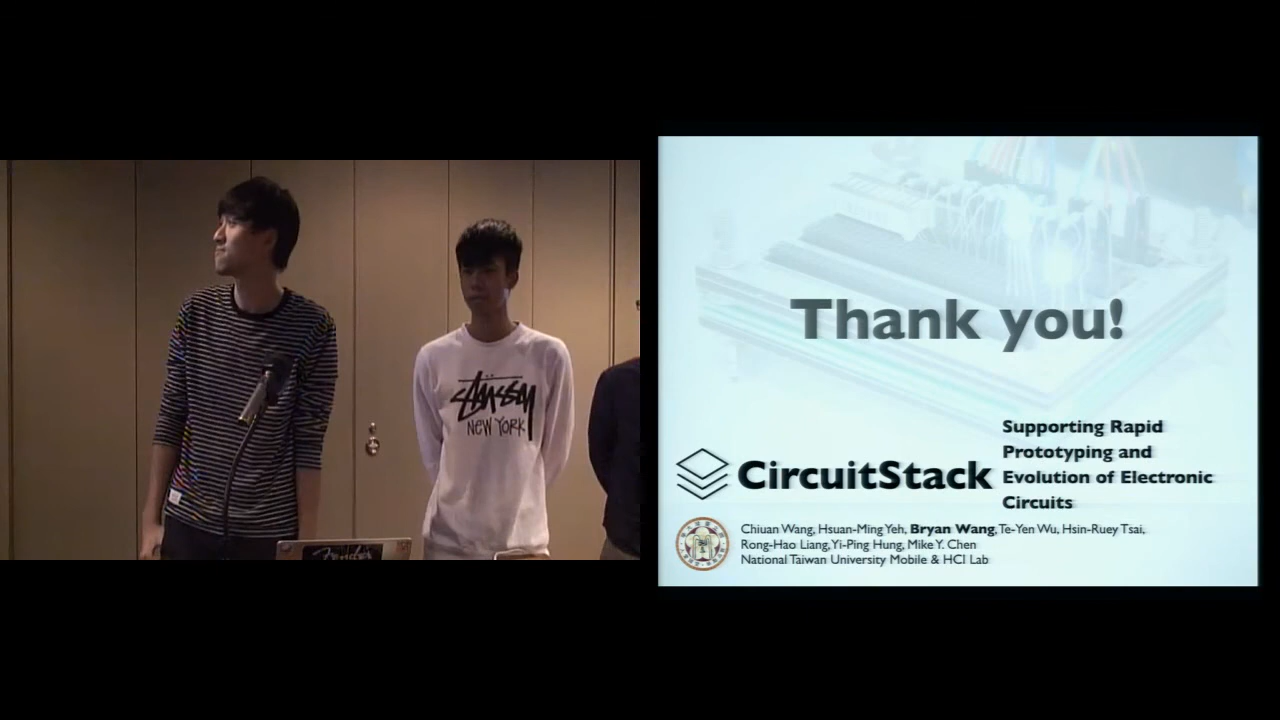 STÜSSY
NEW YORK
Thank you!
CircuitStack
Supporting Rapid
Prototyping and
Evolution of Electronic
Circuits
Chiuan Wang, Hsuan-Ming Yeh, Bryan Wang, Te-Yen Wu, Hsin-Ruey Tsai,
Rong-Hao Liang, Yi-Ping Hung, Mike Y. Chen
National Taiwan University Mobile & HCI Lab